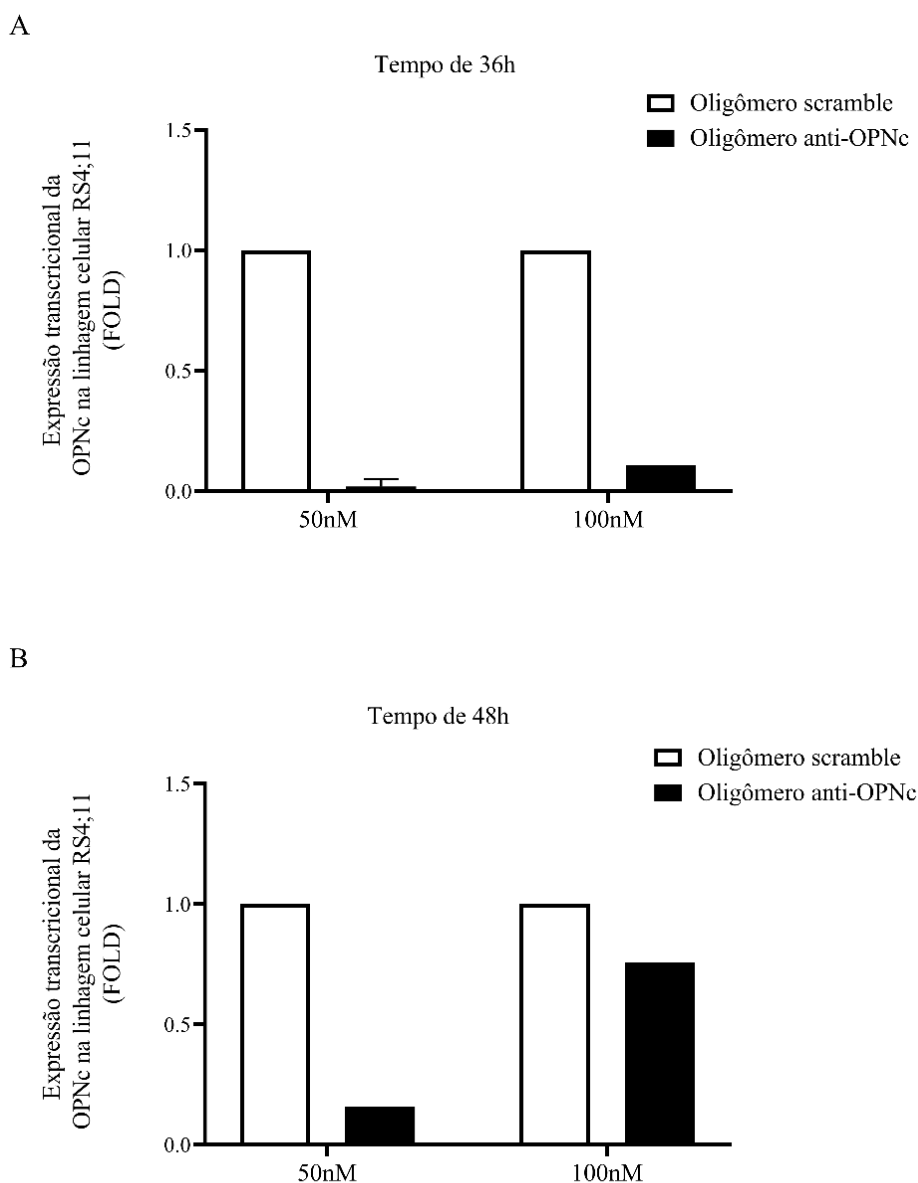 A
Tempo de 36h
Oligômero scramble
Oligômero anti-OPNc
Expressão transcricional da
OPNc na linhagem celular RS4;11
(FOLD)
1.5
1.0
0.5
0.0
50nM
100nM
B
Tempo de 48h
Oligômero scramble
Oligômero anti-OPNc
Expressão transcricional da
OPNc na linhagem celular RS4;11
(FOLD)
1.5
1.0
0.5
0.0
50nM
100nM